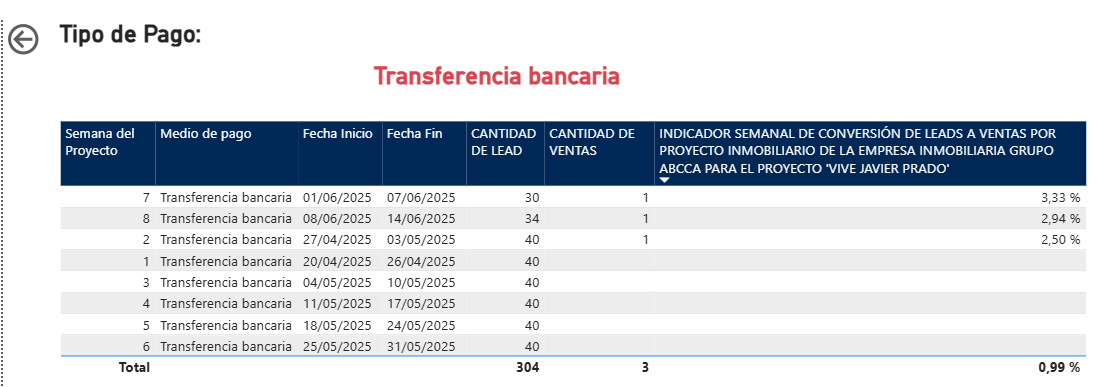 Tipo de Pago:
Transferencia bancaria
Semana del Proyecto Medio de pago Fecha Inicio Fecha Fin CANTIDAD DE LEAD CANTIDAD DE VENTAS INDICADOR SEMANAL DE CONVERSIÓN DE LEADS A VENTAS POR PROYECTO INMOBILIARIO DE LA EMPRESA INMOBILIARIA GRUPO ABCCA PARA EL PROYECTO 'VIVE JAVIER PRADO'
7 Transferencia bancaria 01/06/2025 07/06/2025 30 1 3,33 %
8 Transferencia bancaria 08/06/2025 14/06/2025 34 1 2,94 %
2 Transferencia bancaria 27/04/2025 03/05/2025 40 1 2,50 %
1 Transferencia bancaria 20/04/2025 26/04/2025 40
3 Transferencia bancaria 04/05/2025 10/05/2025 40
4 Transferencia bancaria 11/05/2025 17/05/2025 40
5 Transferencia bancaria 18/05/2025 24/05/2025 40
6 Transferencia bancaria 25/05/2025 31/05/2025 40
Total 304 3 0,99 %